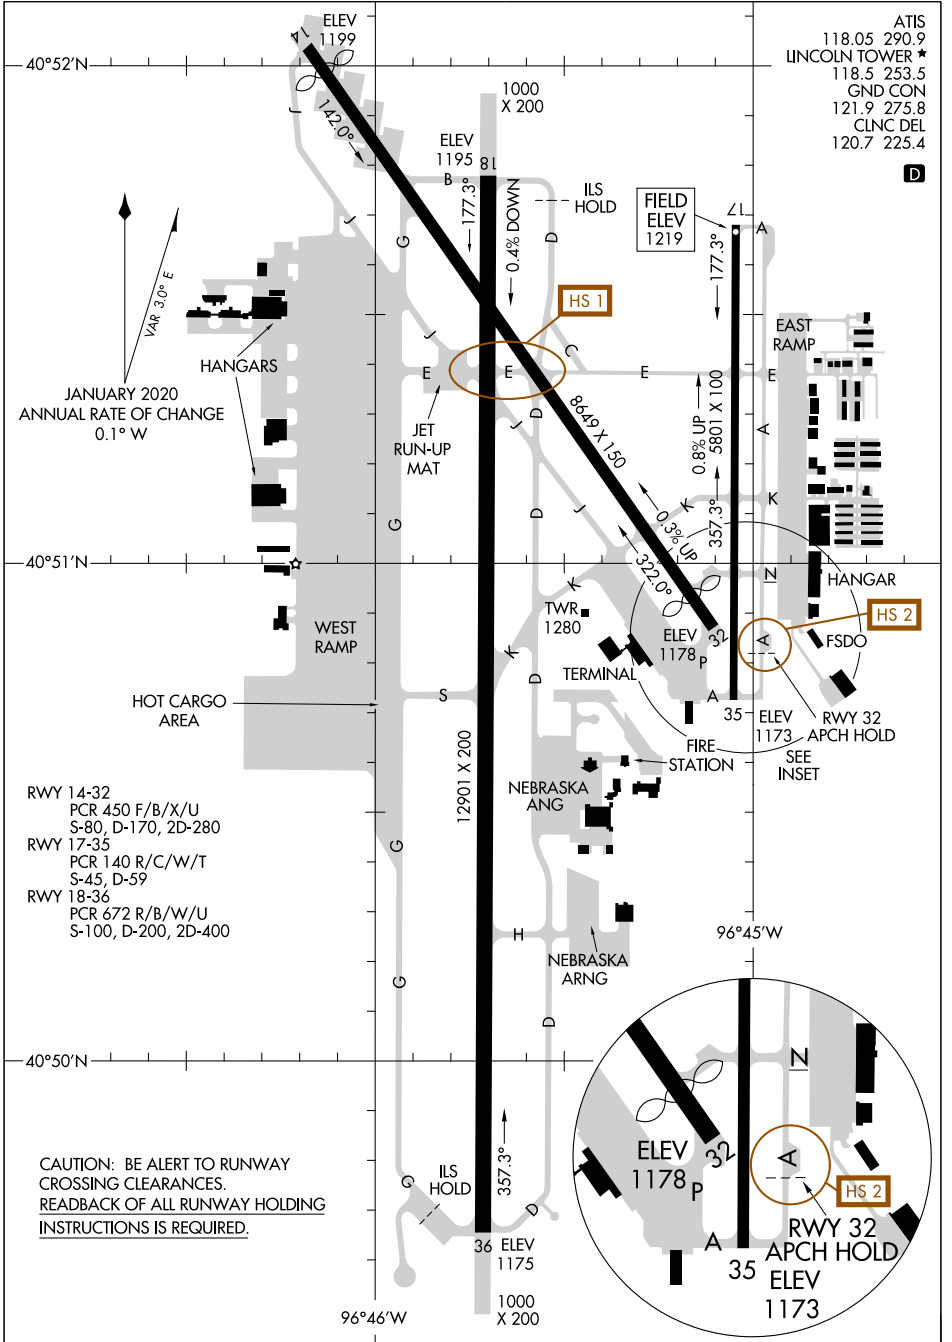 ATIS
118.05 290.9
LINCOLN TOWER ★
118.5 253.5
GND CON
121.9 275.8
CLNC DEL
120.7 225.4
D
40°52'N
ELEV
1199
14
J
142.0°
1000
X 200
ELEV
1195
18
B
177.3°
0.4% DOWN
ILS
HOLD
FIELD
ELEV
1219
17
A
177.3°
J
G
D
VAR 3.0° E
HS 1
EAST
RAMP
JANUARY 2020
ANNUAL RATE OF CHANGE
0.1° W
HANGARS
J
C
E
E
E
E
JET
RUN-UP
MAT
D
J
8649 X 150
0.8% UP
5801 X 100
A
G
D
J
K
K
0.3% UP
357.3°
40°51'N
322.0°
N
HANGAR
K
TWR
1280
HS 2
WEST
RAMP
ELEV
1178
P
32
A
FSDO
TERMINAL
K
D
HOT CARGO
AREA
S
A
35
ELEV
1173
RWY 32
APCH HOLD
SEE
INSET
FIRE
STATION
12901 X 200
NEBRASKA
ANG
RWY 14-32
PCR 450 F/B/X/U
S-80, D-170, 2D-280
RWY 17-35
PCR 140 R/C/W/T
S-45, D-59
RWY 18-36
PCR 672 R/B/W/U
S-100, D-200, 2D-400
G
H
96°45'W
NEBRASKA
ARNG
G
D
40°50'N
CAUTION: BE ALERT TO RUNWAY
CROSSING CLEARANCES.
READBACK OF ALL RUNWAY HOLDING
INSTRUCTIONS IS REQUIRED.
ILS
HOLD
G
357.3°
D
36
ELEV
1175
96°46'W
1000
X 200
N
ELEV
1178
P
32
A
HS 2
RWY 32
APCH HOLD
A
35
ELEV
1173